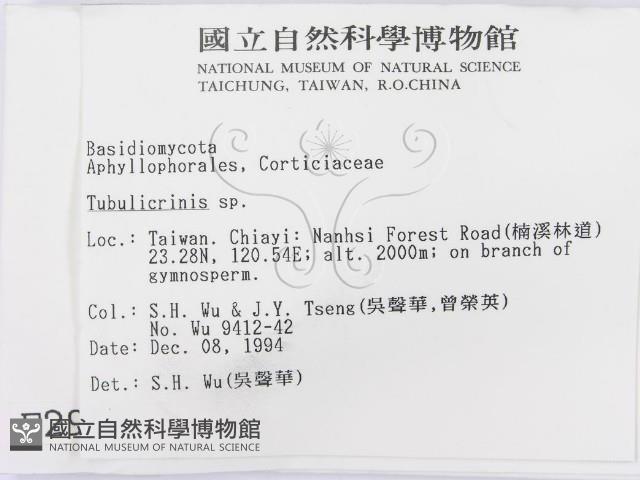 國立自然科學博物館
NATIONAL MUSEUM OF NATURAL SCIENCE
TAICHUNG, TAIWAN, R.O.CHINA
Basidiomycota
Aphyllophorales, Corticiaceae
Tubulicrinis sp.
Loc.: Taiwan. Chiayi: Nanhsi Forest Road(楠溪林道)
23.28N, 120.54E; alt. 2000m; on branch of
gymnosperm.
Col.: S.H. Wu & J.Y. Tseng(吳聲華,曾榮英)
No. Wu 9412-42
Date: Dec. 08, 1994
Det.: S.H. Wu(吳聲華)
國立自然科學博物館
NATIONAL MUSEUM OF NATURAL SCIENCE